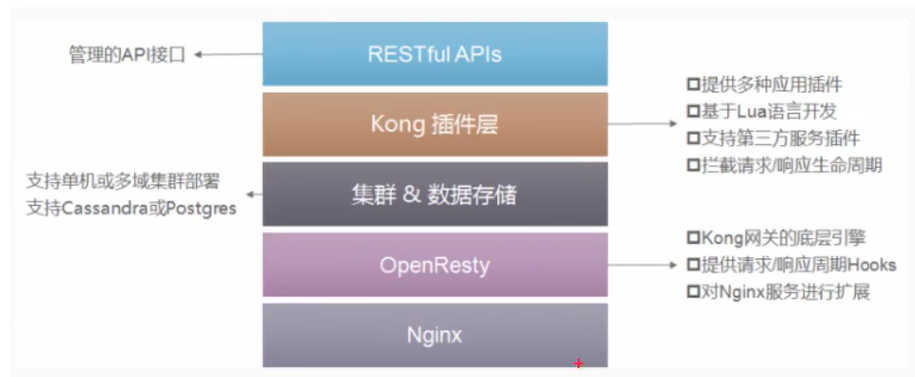 RESTful APIs
管理的API接口
Kong 插件层
提供多种应用插件
基于Lua语言开发
支持第三方服务插件
拦截请求/响应生命周期
集群 & 数据存储
支持单机或多域集群部署
支持Cassandra或Postgres
OpenResty
Kong网关的底层引擎
提供请求/响应周期Hooks
对Nginx服务进行扩展
Nginx